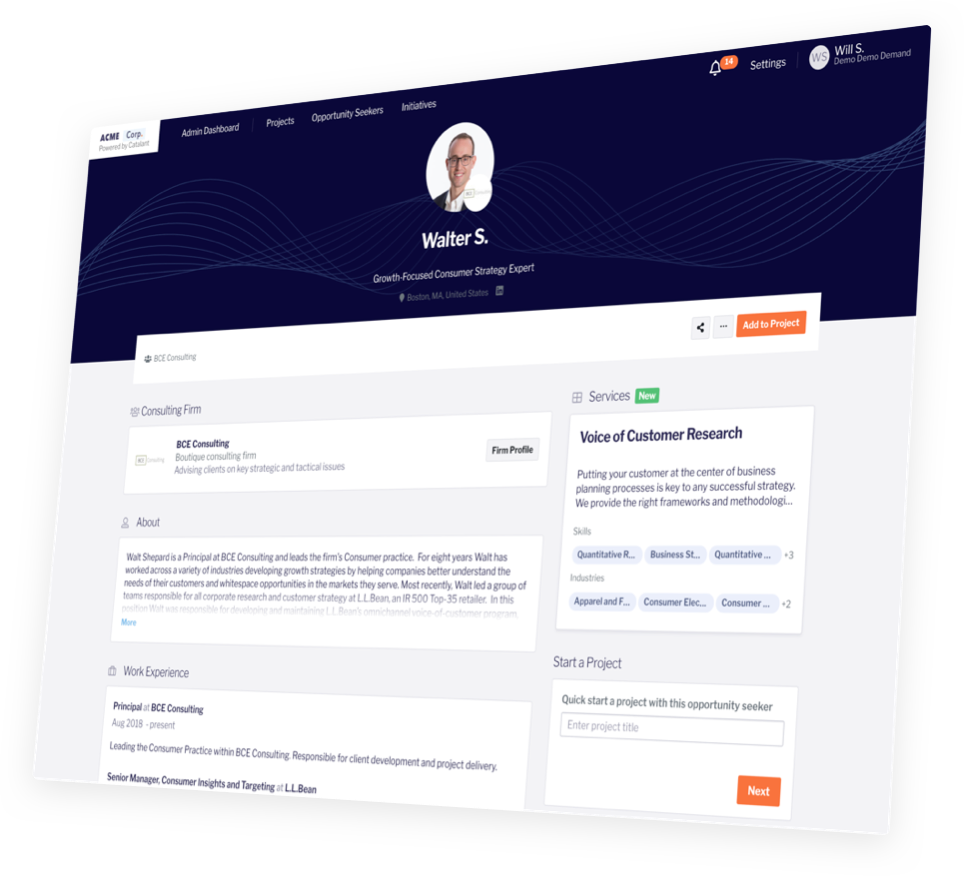 14
Settings
WS
Will S.
Demo Demo Demand
ACME Corp.
Powered by Catalant
Admin Dashboard
Projects
Opportunity Seekers
Initiatives
Walter S.
Growth-Focused Consumer Strategy Expert
Boston, MA, United States in
BCE Consulting
... Add to Project
Consulting Firm
BCE Consulting
Boutique consulting firm
Advising clients on key strategic and tactical issues
Firm Profile
About
Walt Shepard is a Principal at BCE Consulting and leads the firm's Consumer practice. For eight years Walt has
worked across a variety of industries developing growth strategies by helping companies better understand the
needs of their customers and whitespace opportunities in the markets they serve. Most recently, Walt led a group of
teams responsible for all corporate research and customer strategy at L.L.Bean, an IR 500 Top-35 retailer. In this
position Walt was responsible for developing and maintaining L.L.Bean's omnichannel voice-of-customer program,
More
Work Experience
Principal at BCE Consulting
Aug 2018 - present
Leading the Consumer Practice within BCE Consulting. Responsible for client development and project delivery.
Senior Manager, Consumer Insights and Targeting at L.L.Bean
Services New
Voice of Customer Research
Putting your customer at the center of business
planning processes is key to any successful strategy.
We provide the right frameworks and methodologi...
Skills
Quantitative R... Business St... Quantitative ... +3
Industries
Apparel and F... Consumer Elec... Consumer ... +2
Start a Project
Quick start a project with this opportunity seeker
Enter project title
Next